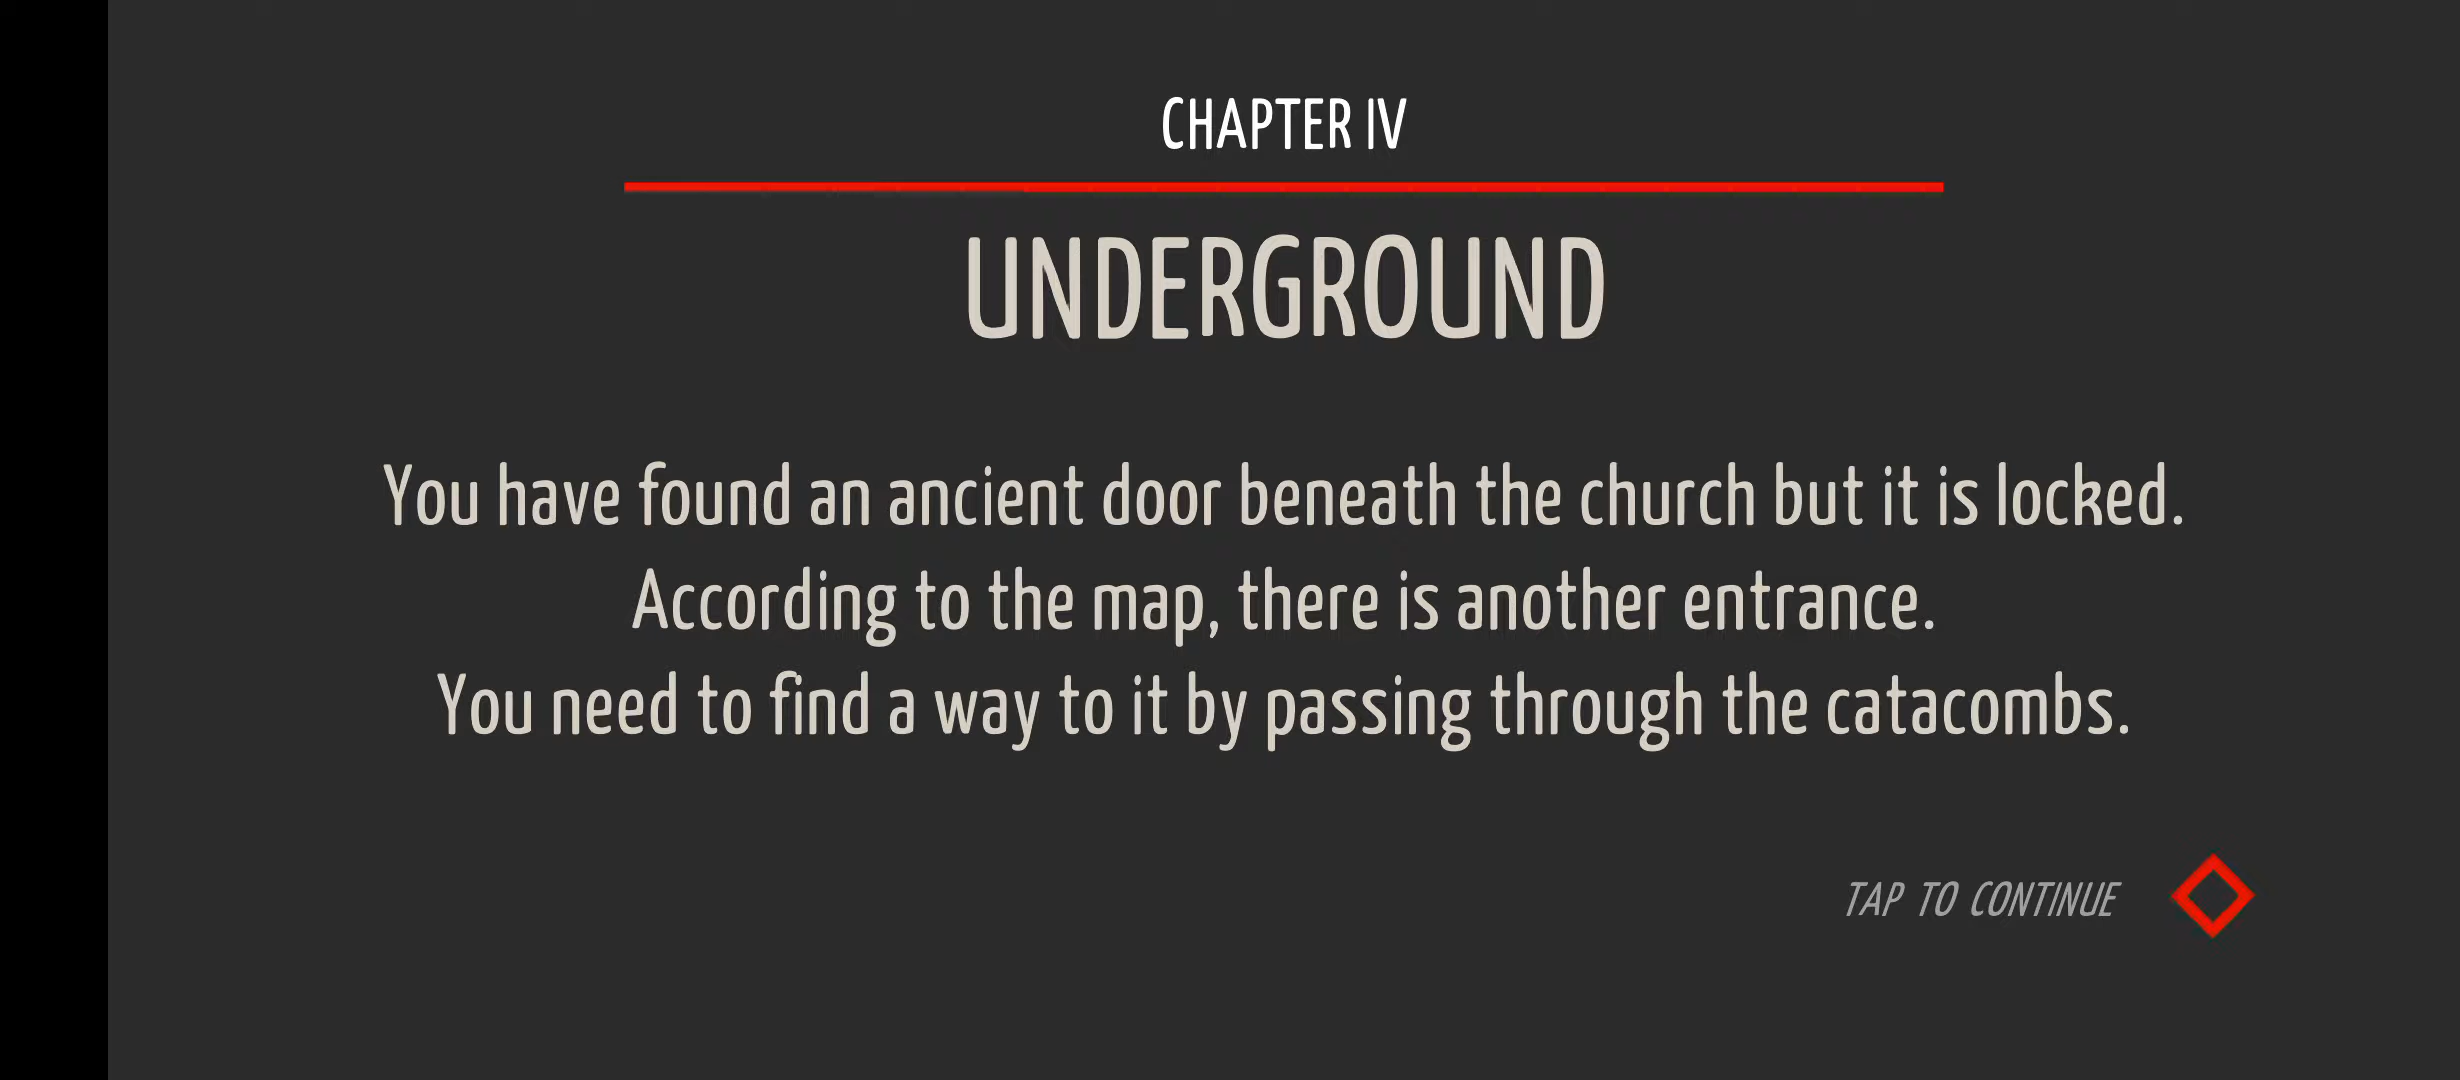 CHAPTER IV
UNDERGROUND
You have found an ancient door beneath the church but it is locked.
According to the map, there is another entrance.
You need to find a way to it by passing through the catacombs.
TAP TO CONTINUE